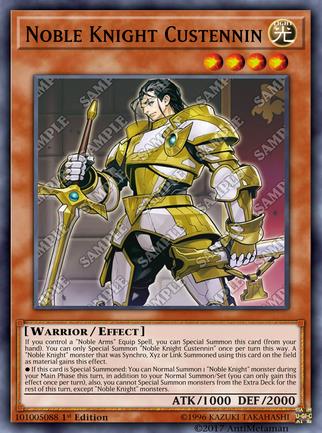 NOBLE KNIGHT CUSTENNIN
LIGHT
光
SAMPLE
[WARRIOR / EFFECT]
If you control a "Noble Arms" Equip Spell, you can Special Summon this card (from your
hand). You can only Special Summon "Noble Knight Custennin" once per turn this way. A
"Noble Knight" monster that was Synchro, Xyz or Link Summoned using this card on the field
as material gains this effect.
● If this card is Special Summoned: You can Normal Summon 1 "Noble Knight" monster during
your Main Phase this turn, in addition to your Normal Summon/Set (you can only gain this
effect once per turn), also, you cannot Special Summon monsters from the Extra Deck for the
rest of this turn, except "Noble Knight" monsters.
ATK/1000 DEF/2000
101005088 1st Edition
©1996 KAZUKI TAKAHASHI
©2017 AntiMetaman